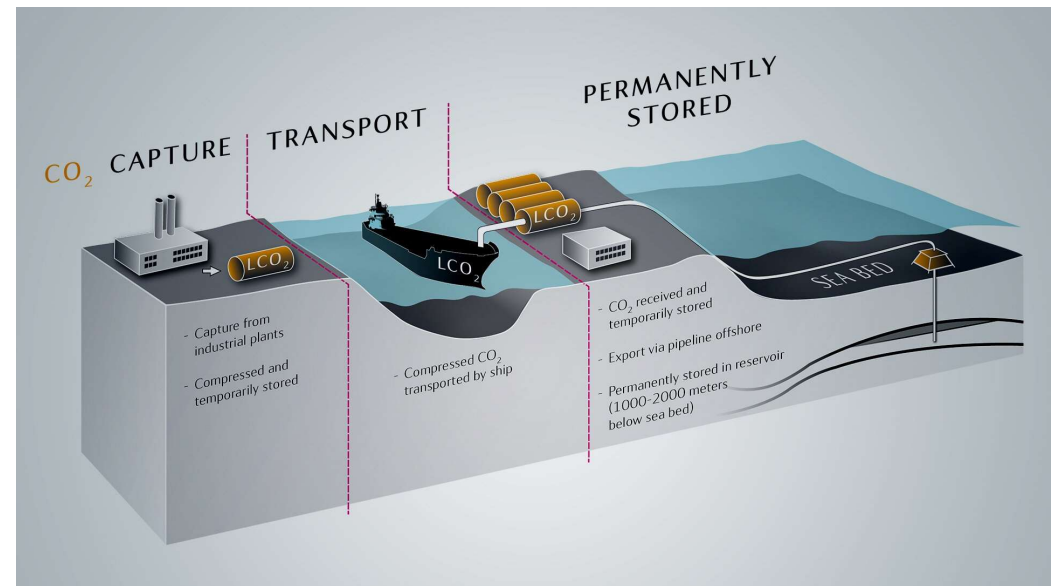 CO₂ CAPTURE
TRANSPORT
PERMANENTLY
STORED
LCO₂
LCO₂
LCO₂
SEA BED
- Capture from
industrial plants
- Compressed and
temporarily stored
- Compressed CO₂
transported by ship
- CO₂ received and
temporarily stored
- Export via pipeline offshore
- Permanently stored in reservoir
(1000-2000 meters
below sea bed)